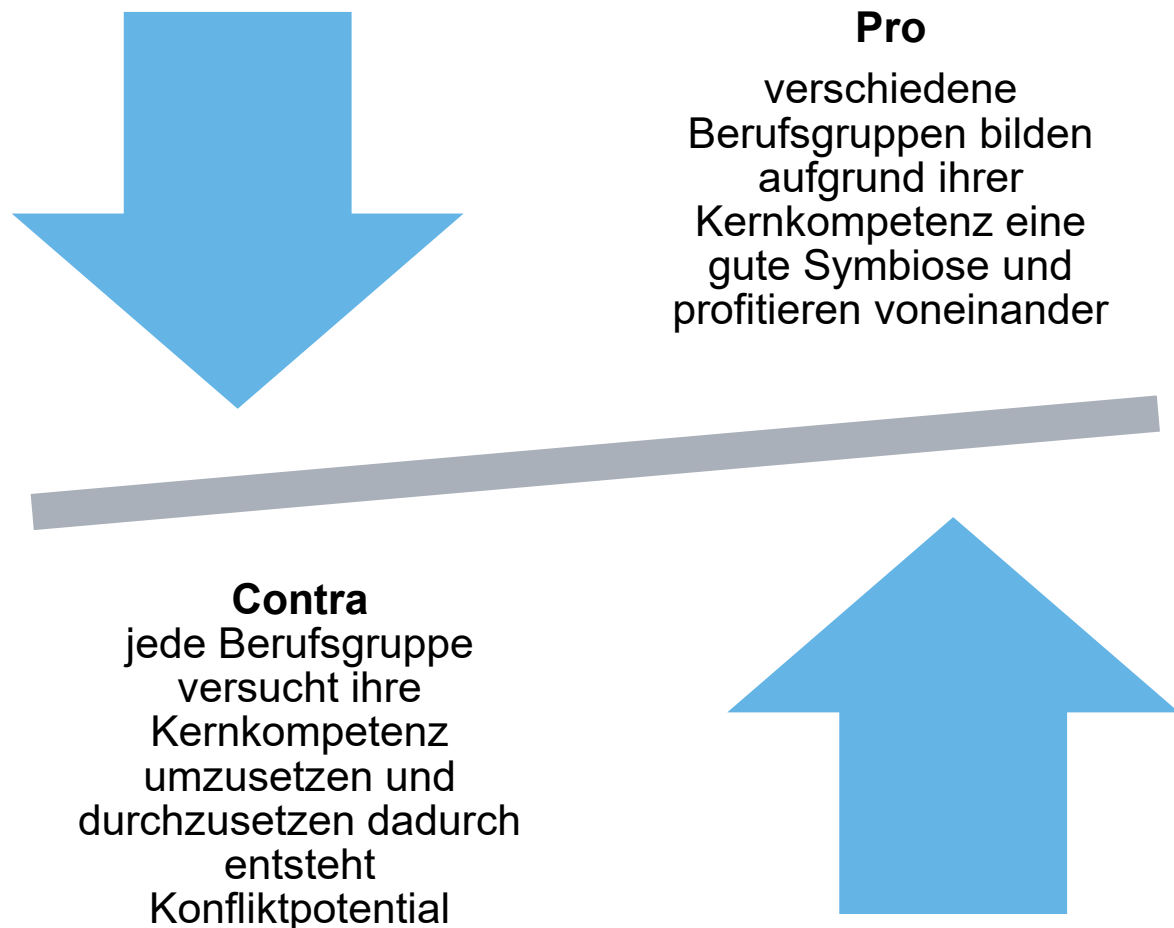 Pro
verschiedene
Berufsgruppen bilden
aufgrund ihrer
Kernkompetenz eine
gute Symbiose und
profitieren voneinander
Contra
jede Berufsgruppe
versucht ihre
Kernkompetenz
umzusetzen und
durchzusetzen dadurch
entsteht
Konfliktpotential